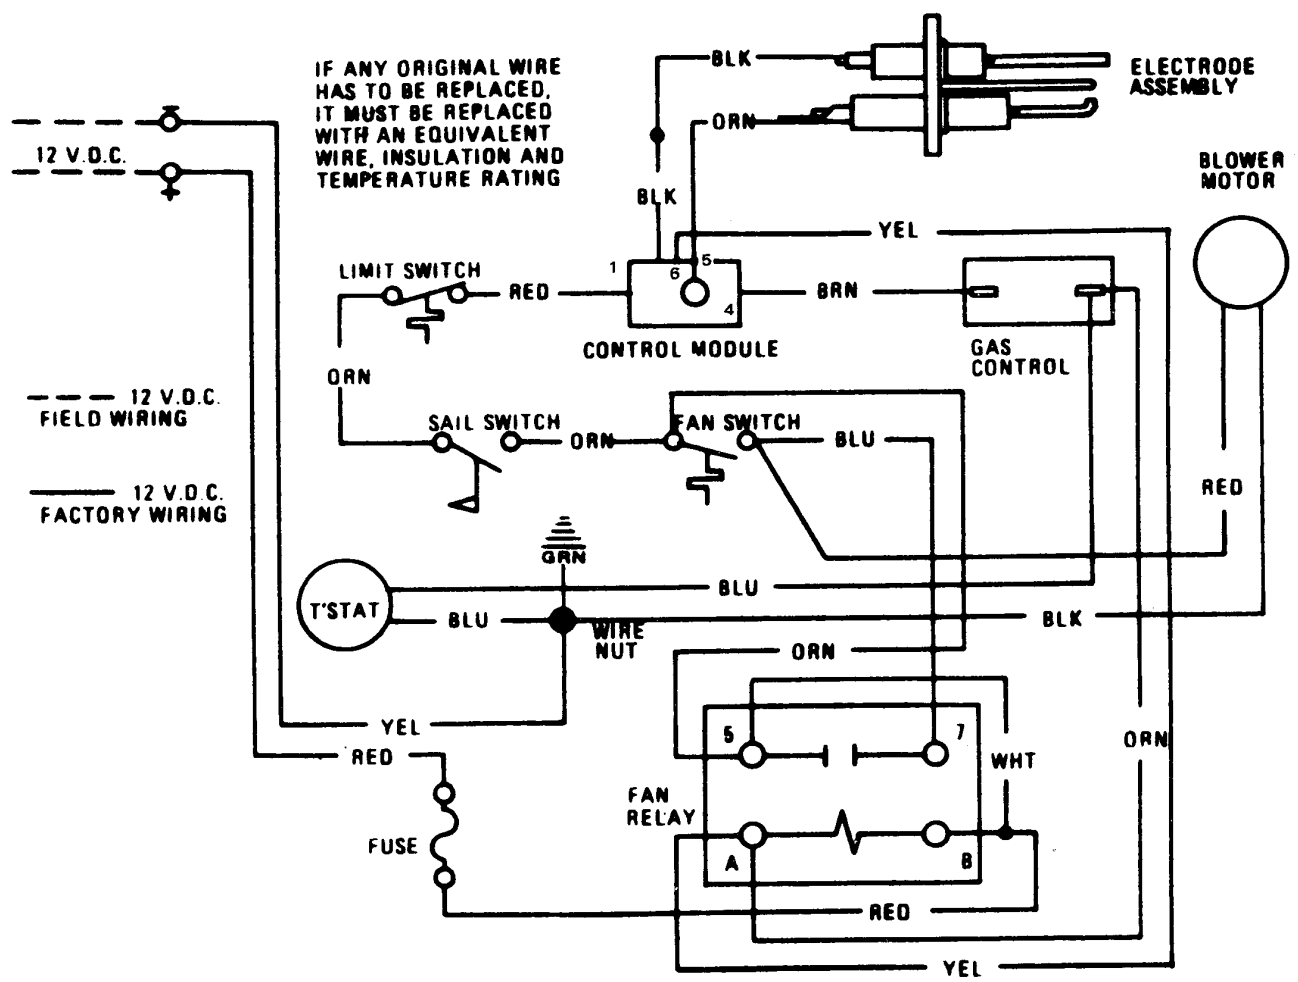 IF ANY ORIGINAL WIRE
HAS TO BE REPLACED,
IT MUST BE REPLACED
WITH AN EQUIVALENT
WIRE, INSULATION AND
TEMPERATURE RATING
12 V.D.C.
BLK
ORN
ELECTRODE
ASSEMBLY
BLOWER
MOTOR
BLK
YEL
1
6
5
4
LIMIT SWITCH
RED
BRN
CONTROL MODULE
GAS
CONTROL
ORN
12 V.D.C.
FIELD WIRING
SAIL SWITCH
ORN
FAN SWITCH
BLU
RED
12 V.D.C.
FACTORY WIRING
GRN
T'STAT
BLU
BLU
WIRE
NUT
BLK
ORN
YEL
RED
5
7
WHT
ORN
FAN
RELAY
FUSE
A
B
RED
YEL